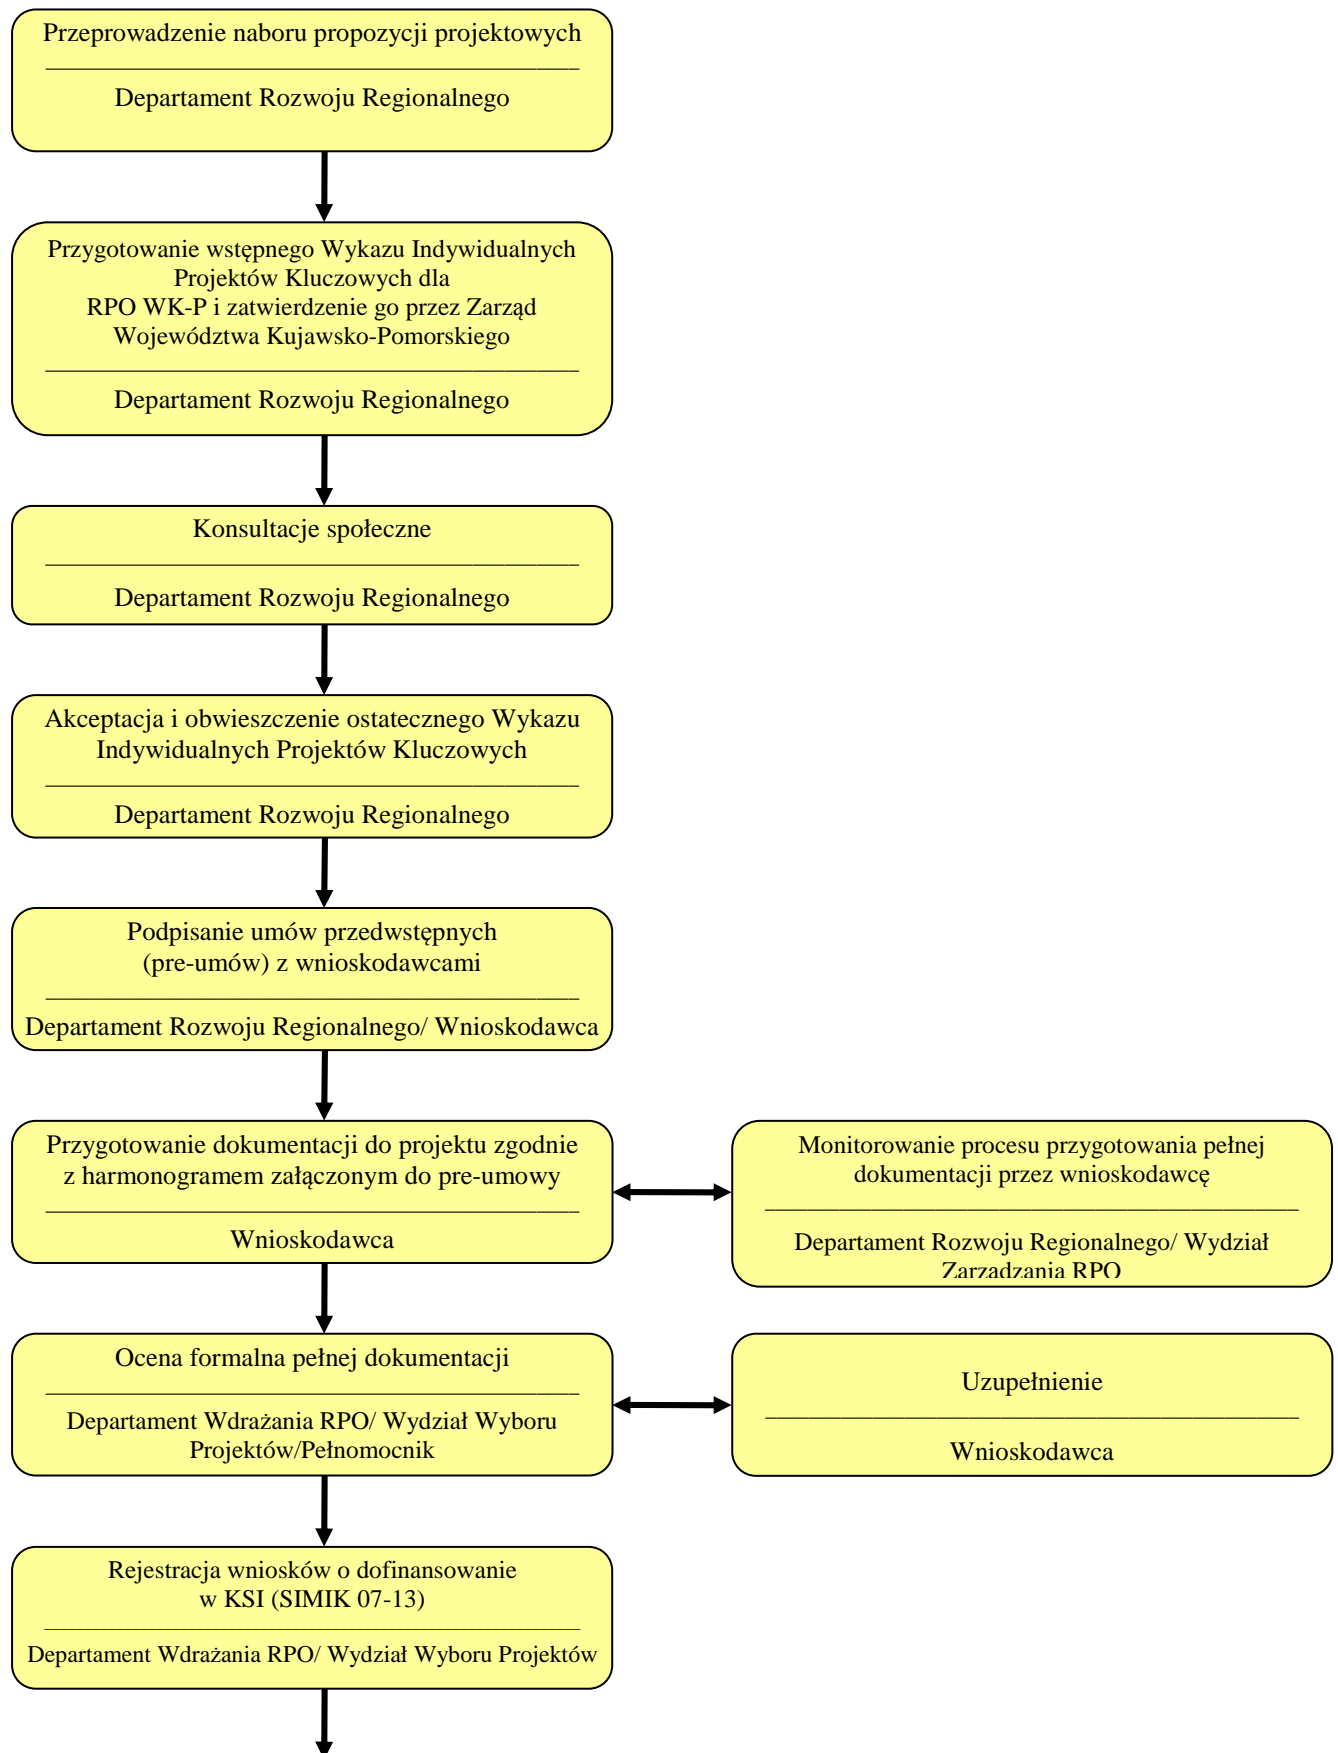 Przeprowadzenie naboru propozycji projektowych
Departament Rozwoju Regionalnego
Przygotowanie wstępnego Wykazu Indywidualnych
Projektów Kluczowych dla
RPO WK-P i zatwierdzenie go przez Zarząd
Województwa Kujawsko-Pomorskiego
Departament Rozwoju Regionalnego
Konsultacje społeczne
Departament Rozwoju Regionalnego
Akceptacja i obwieszczenie ostatecznego Wykazu
Indywidualnych Projektów Kluczowych
Departament Rozwoju Regionalnego
Podpisanie umów przedwstępnych
(pre-umów) z wnioskodawcami
Departament Rozwoju Regionalnego/ Wnioskodawca
Przygotowanie dokumentacji do projektu zgodnie
z harmonogramem załączonym do pre-umowy
Wnioskodawca
Monitorowanie procesu przygotowania pełnej
dokumentacji przez wnioskodawcę
Departament Rozwoju Regionalnego/ Wydział
Zarządzania RPO
Ocena formalna pełnej dokumentacji
Departament Wdrażania RPO/ Wydział Wyboru
Projektów/Pełnomocnik
Uzupełnienie
Wnioskodawca
Rejestracja wniosków o dofinansowanie
w KSI (SIMIK 07-13)
Departament Wdrażania RPO/ Wydział Wyboru Projektów